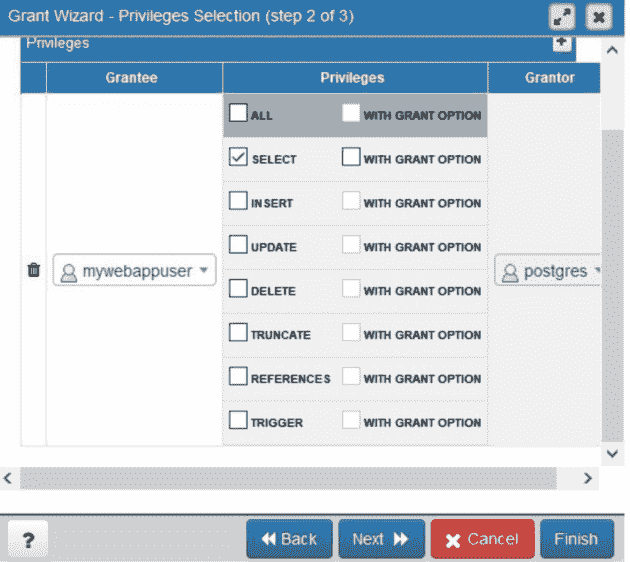 Grant Wizard - Privileges Selection (step 2 of 3)
Privileges
Grantee Privileges Grantor
ALL WITH GRANT OPTION
SELECT WITH GRANT OPTION
INSERT WITH GRANT OPTION
UPDATE WITH GRANT OPTION
mywebappuser postgres
DELETE WITH GRANT OPTION
TRUNCATE WITH GRANT OPTION
REFERENCES WITH GRANT OPTION
TRIGGER WITH GRANT OPTION
? Back Next Cancel Finish